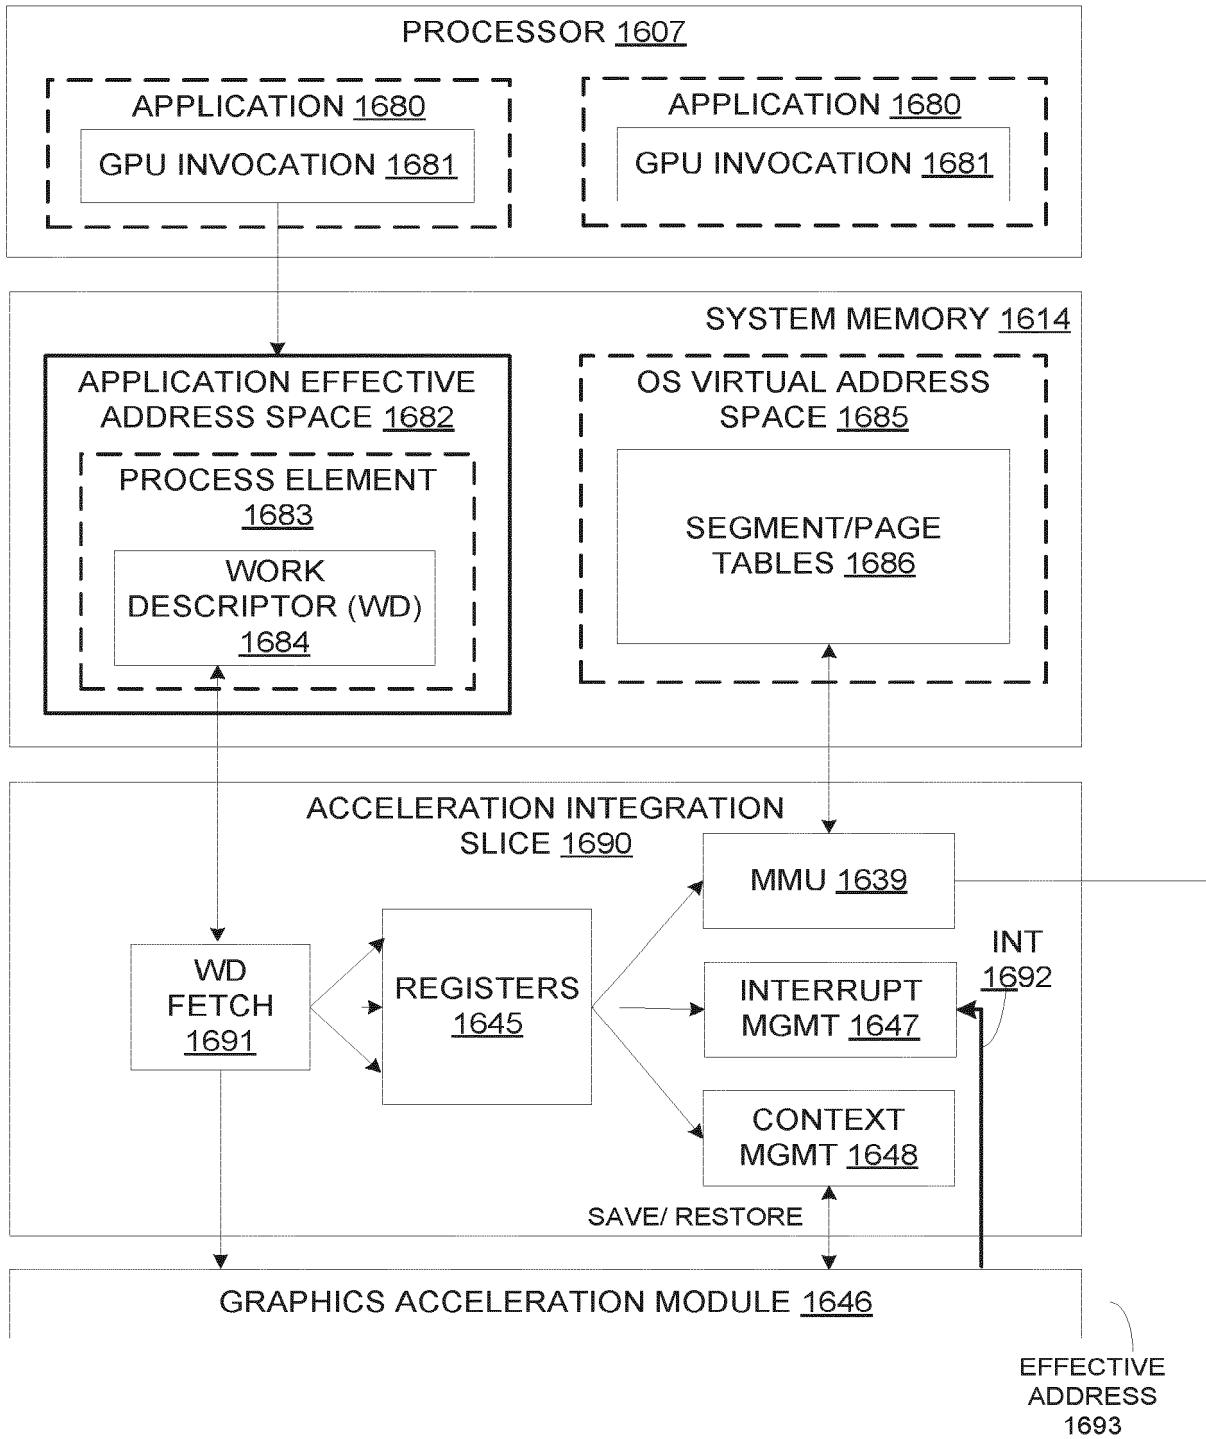 PROCESSOR 1607
APPLICATION 1680
GPU INVOCATION 1681
APPLICATION 1680
GPU INVOCATION 1681
SYSTEM MEMORY 1614
APPLICATION EFFECTIVE
ADDRESS SPACE 1682
PROCESS ELEMENT
1683
WORK
DESCRIPTOR (WD)
1684
OS VIRTUAL ADDRESS
SPACE 1685
SEGMENT/PAGE
TABLES 1686
ACCELERATION INTEGRATION
SLICE 1690
WD
FETCH
1691
REGISTERS
1645
MMU 1639
INT
1692
INTERRUPT
MGMT 1647
CONTEXT
MGMT 1648
SAVE/ RESTORE
GRAPHICS ACCELERATION MODULE 1646
EFFECTIVE
ADDRESS
1693